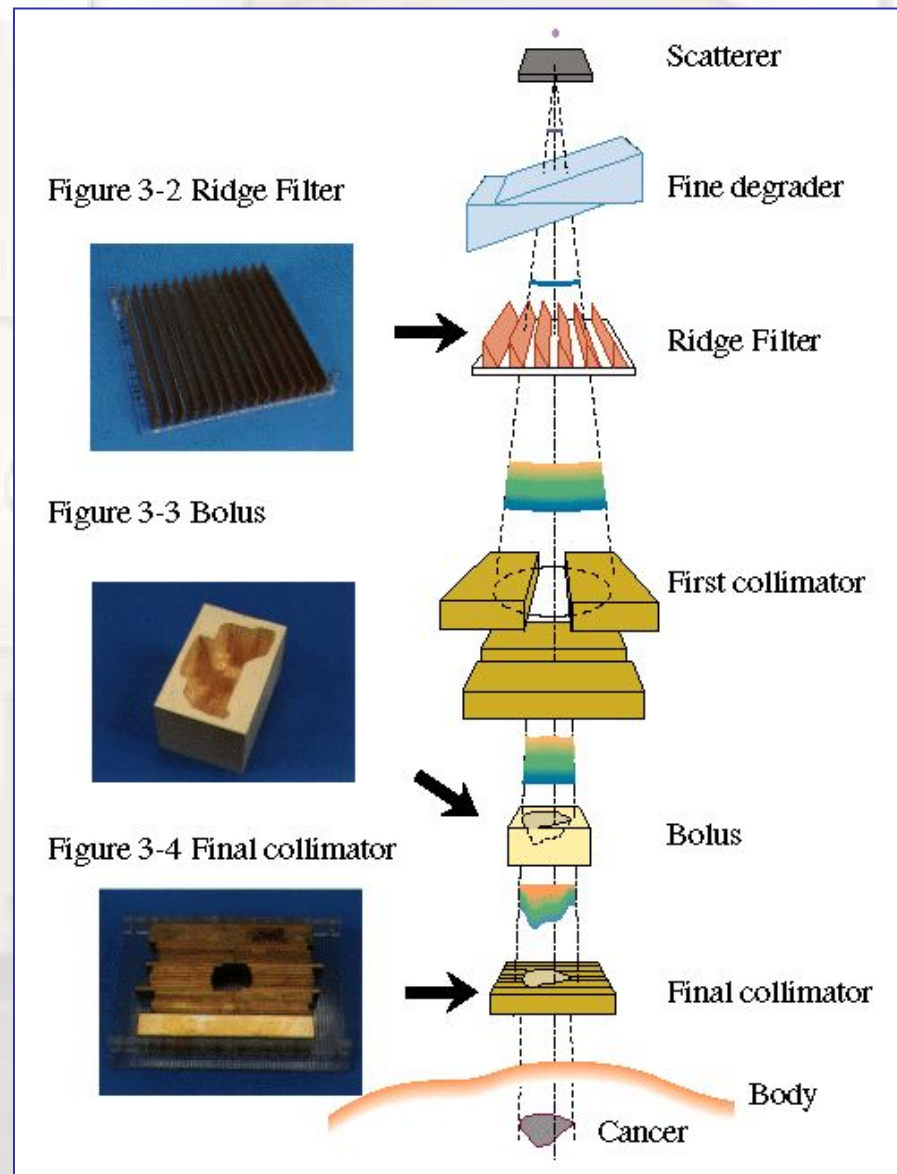 Scatterer
Fine degrader
Figure 3-2 Ridge Filter
Ridge Filter
Figure 3-3 Bolus
First collimator
Bolus
Figure 3-4 Final collimator
Final collimator
Body
Cancer